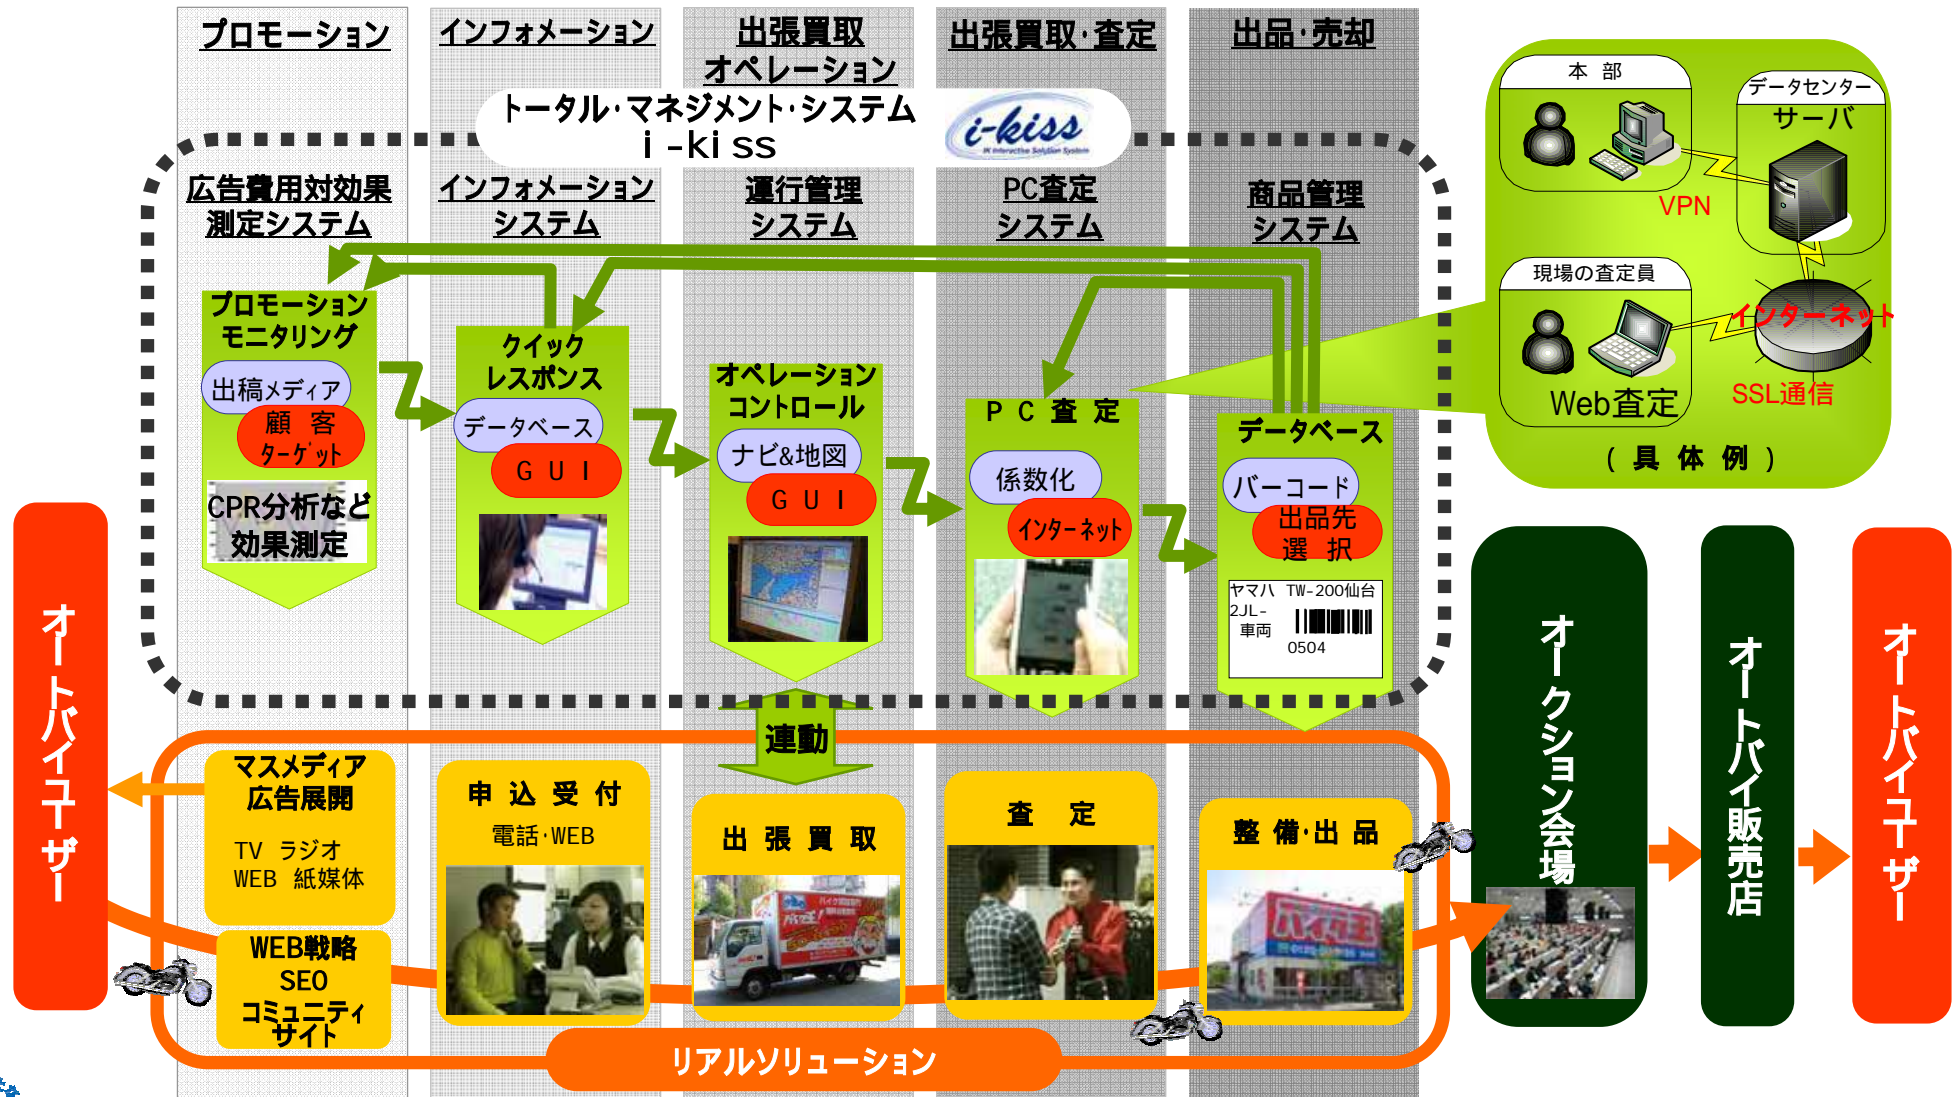 プロモーション
インフォメーション
出張買取
オペレーション
出張買取・査定
出品・売却
トータル・マネジメント・システム
i-kiss
i-kiss
IK Interactive Solution System
広告費用対効果
測定システム
インフォメーション
システム
運行管理
システム
PC査定
システム
商品管理
システム
プロモーション
モニタリング
出稿メディア
顧 客
ターゲット
CPR分析など
効果測定
クイック
レスポンス
データベース
G U I
オペレーション
コントロール
ナビ&地図
G U I
P C 査 定
係数化
インターネット
データベース
バーコード
出品先
選 択
ヤマハ TW-200仙台
2JL-
車両
0504
本 部
データセンター
サーバ
VPN
現場の査定員
インターネット
Web査定
SSL通信
( 具 体 例 )
連動
オートバイユーザー
マスメディア
広告展開
TV ラジオ
WEB 紙媒体
WEB戦略
SEO
コミュニティ
サイト
申 込 受 付
電話・WEB
出 張 買 取
査 定
整 備・出 品
バイク王
リアルソリューション
オークション会場
オートバイ販売店
オートバイユーザー